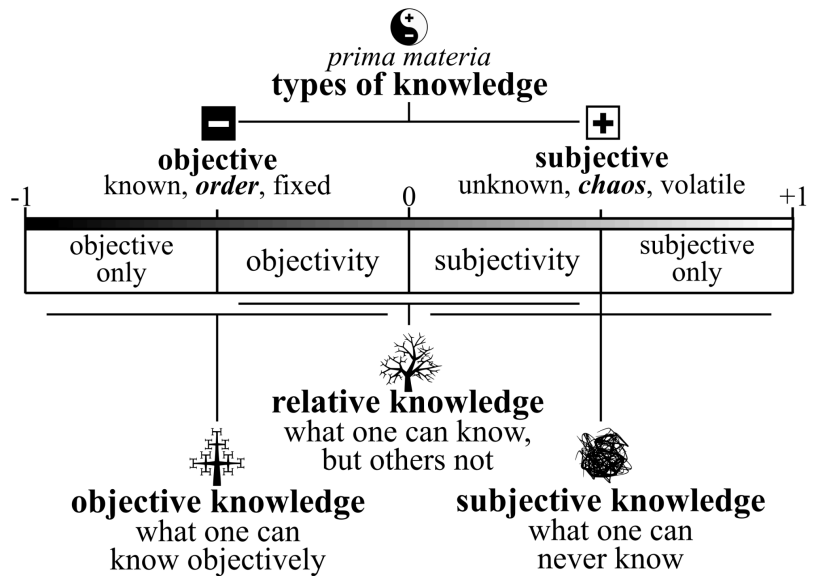 prima materia
types of knowledge
objective
known, order, fixed
subjective
unknown, chaos, volatile
-1
0
+1
objective
only
objectivity
subjectivity
subjective
only
relative knowledge
what one can know,
but others not
objective knowledge
what one can
know objectively
subjective knowledge
what one can
never know